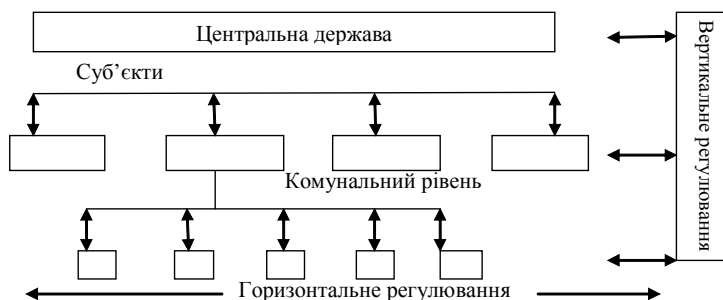 Центральна держава
Суб’єкти
Комунальний рівень
Горизонтальне регулювання
Вертикальне регулювання